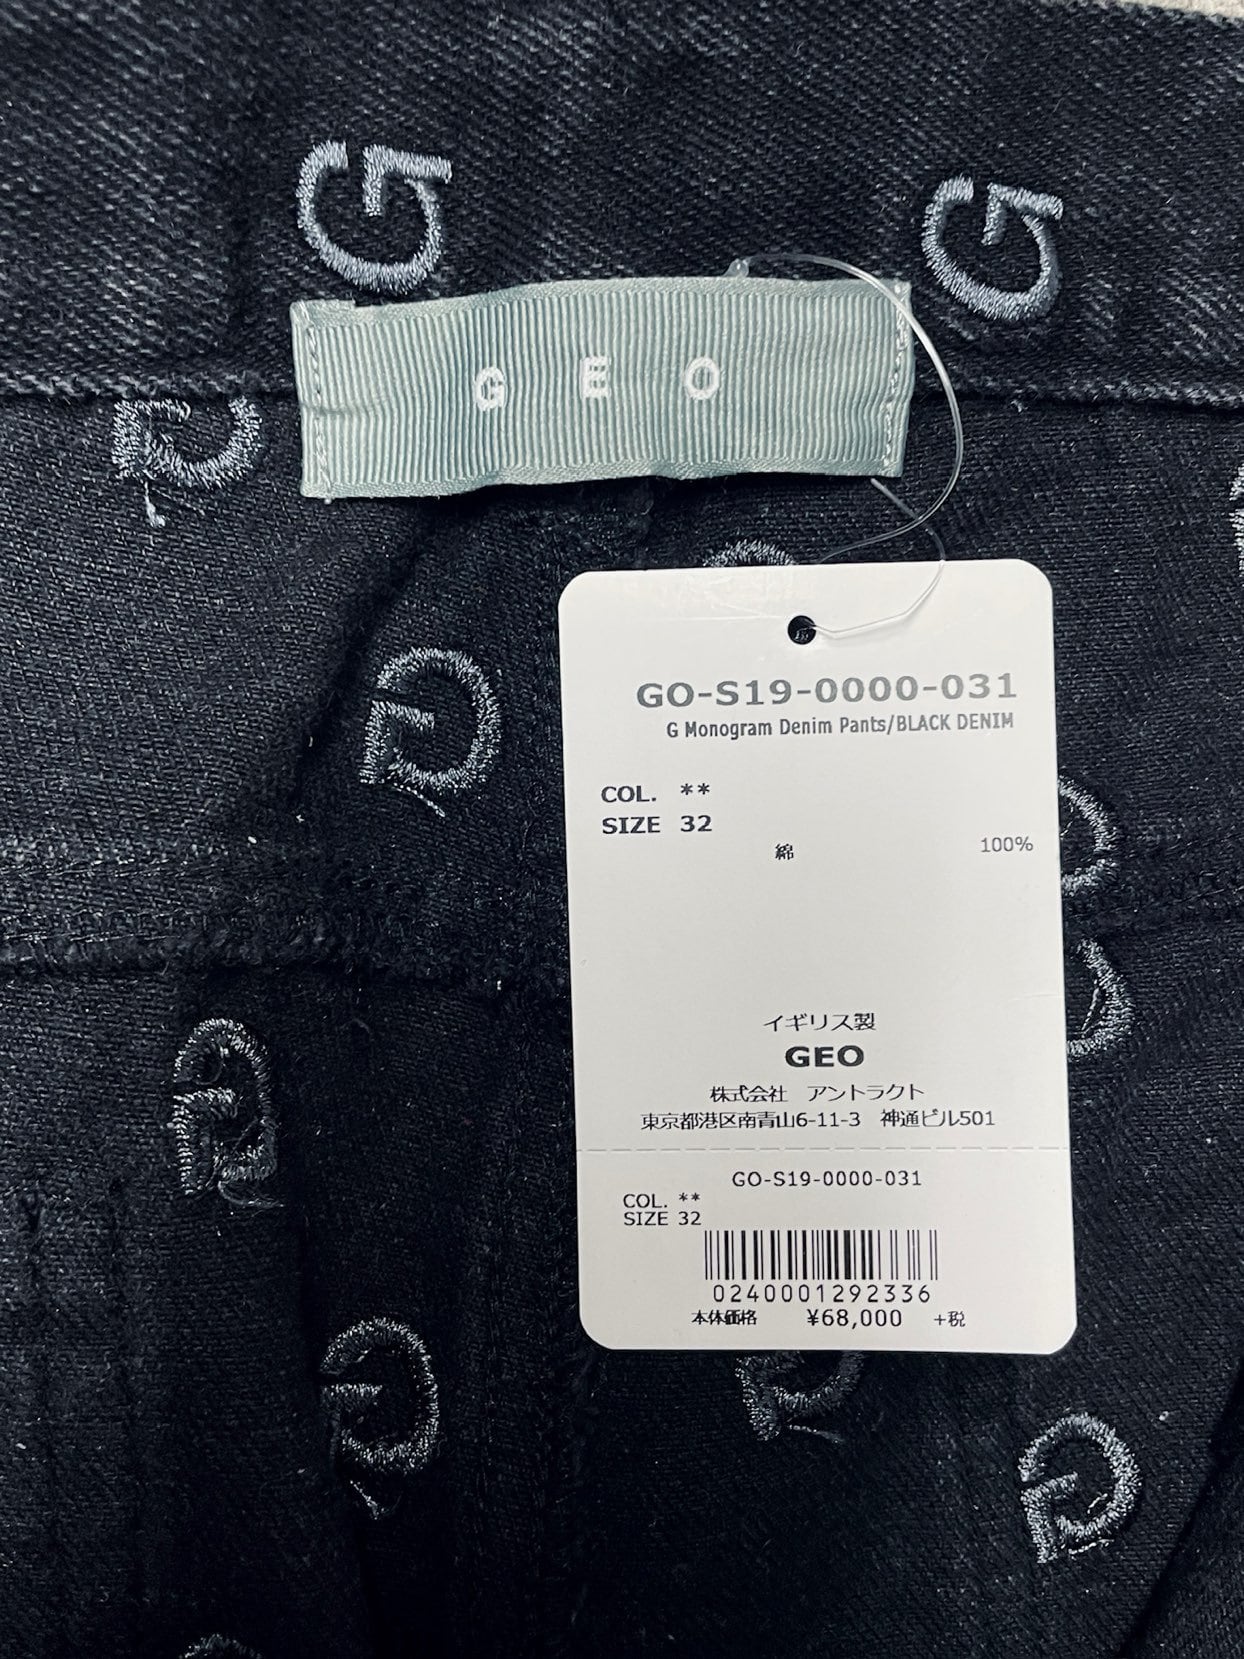 G E O
GO-S19-0000-031
G Monogram Denim Pants/BLACK DENIM
COL. **
SIZE 32
綿 100%
イギリス製
GEO
株式会社 アントラクト
東京都港区南青山6-11-3 神通ビル501
GO-S19-0000-031
COL. **
SIZE 32
0240001292336
本体価格 ¥68,000 +税